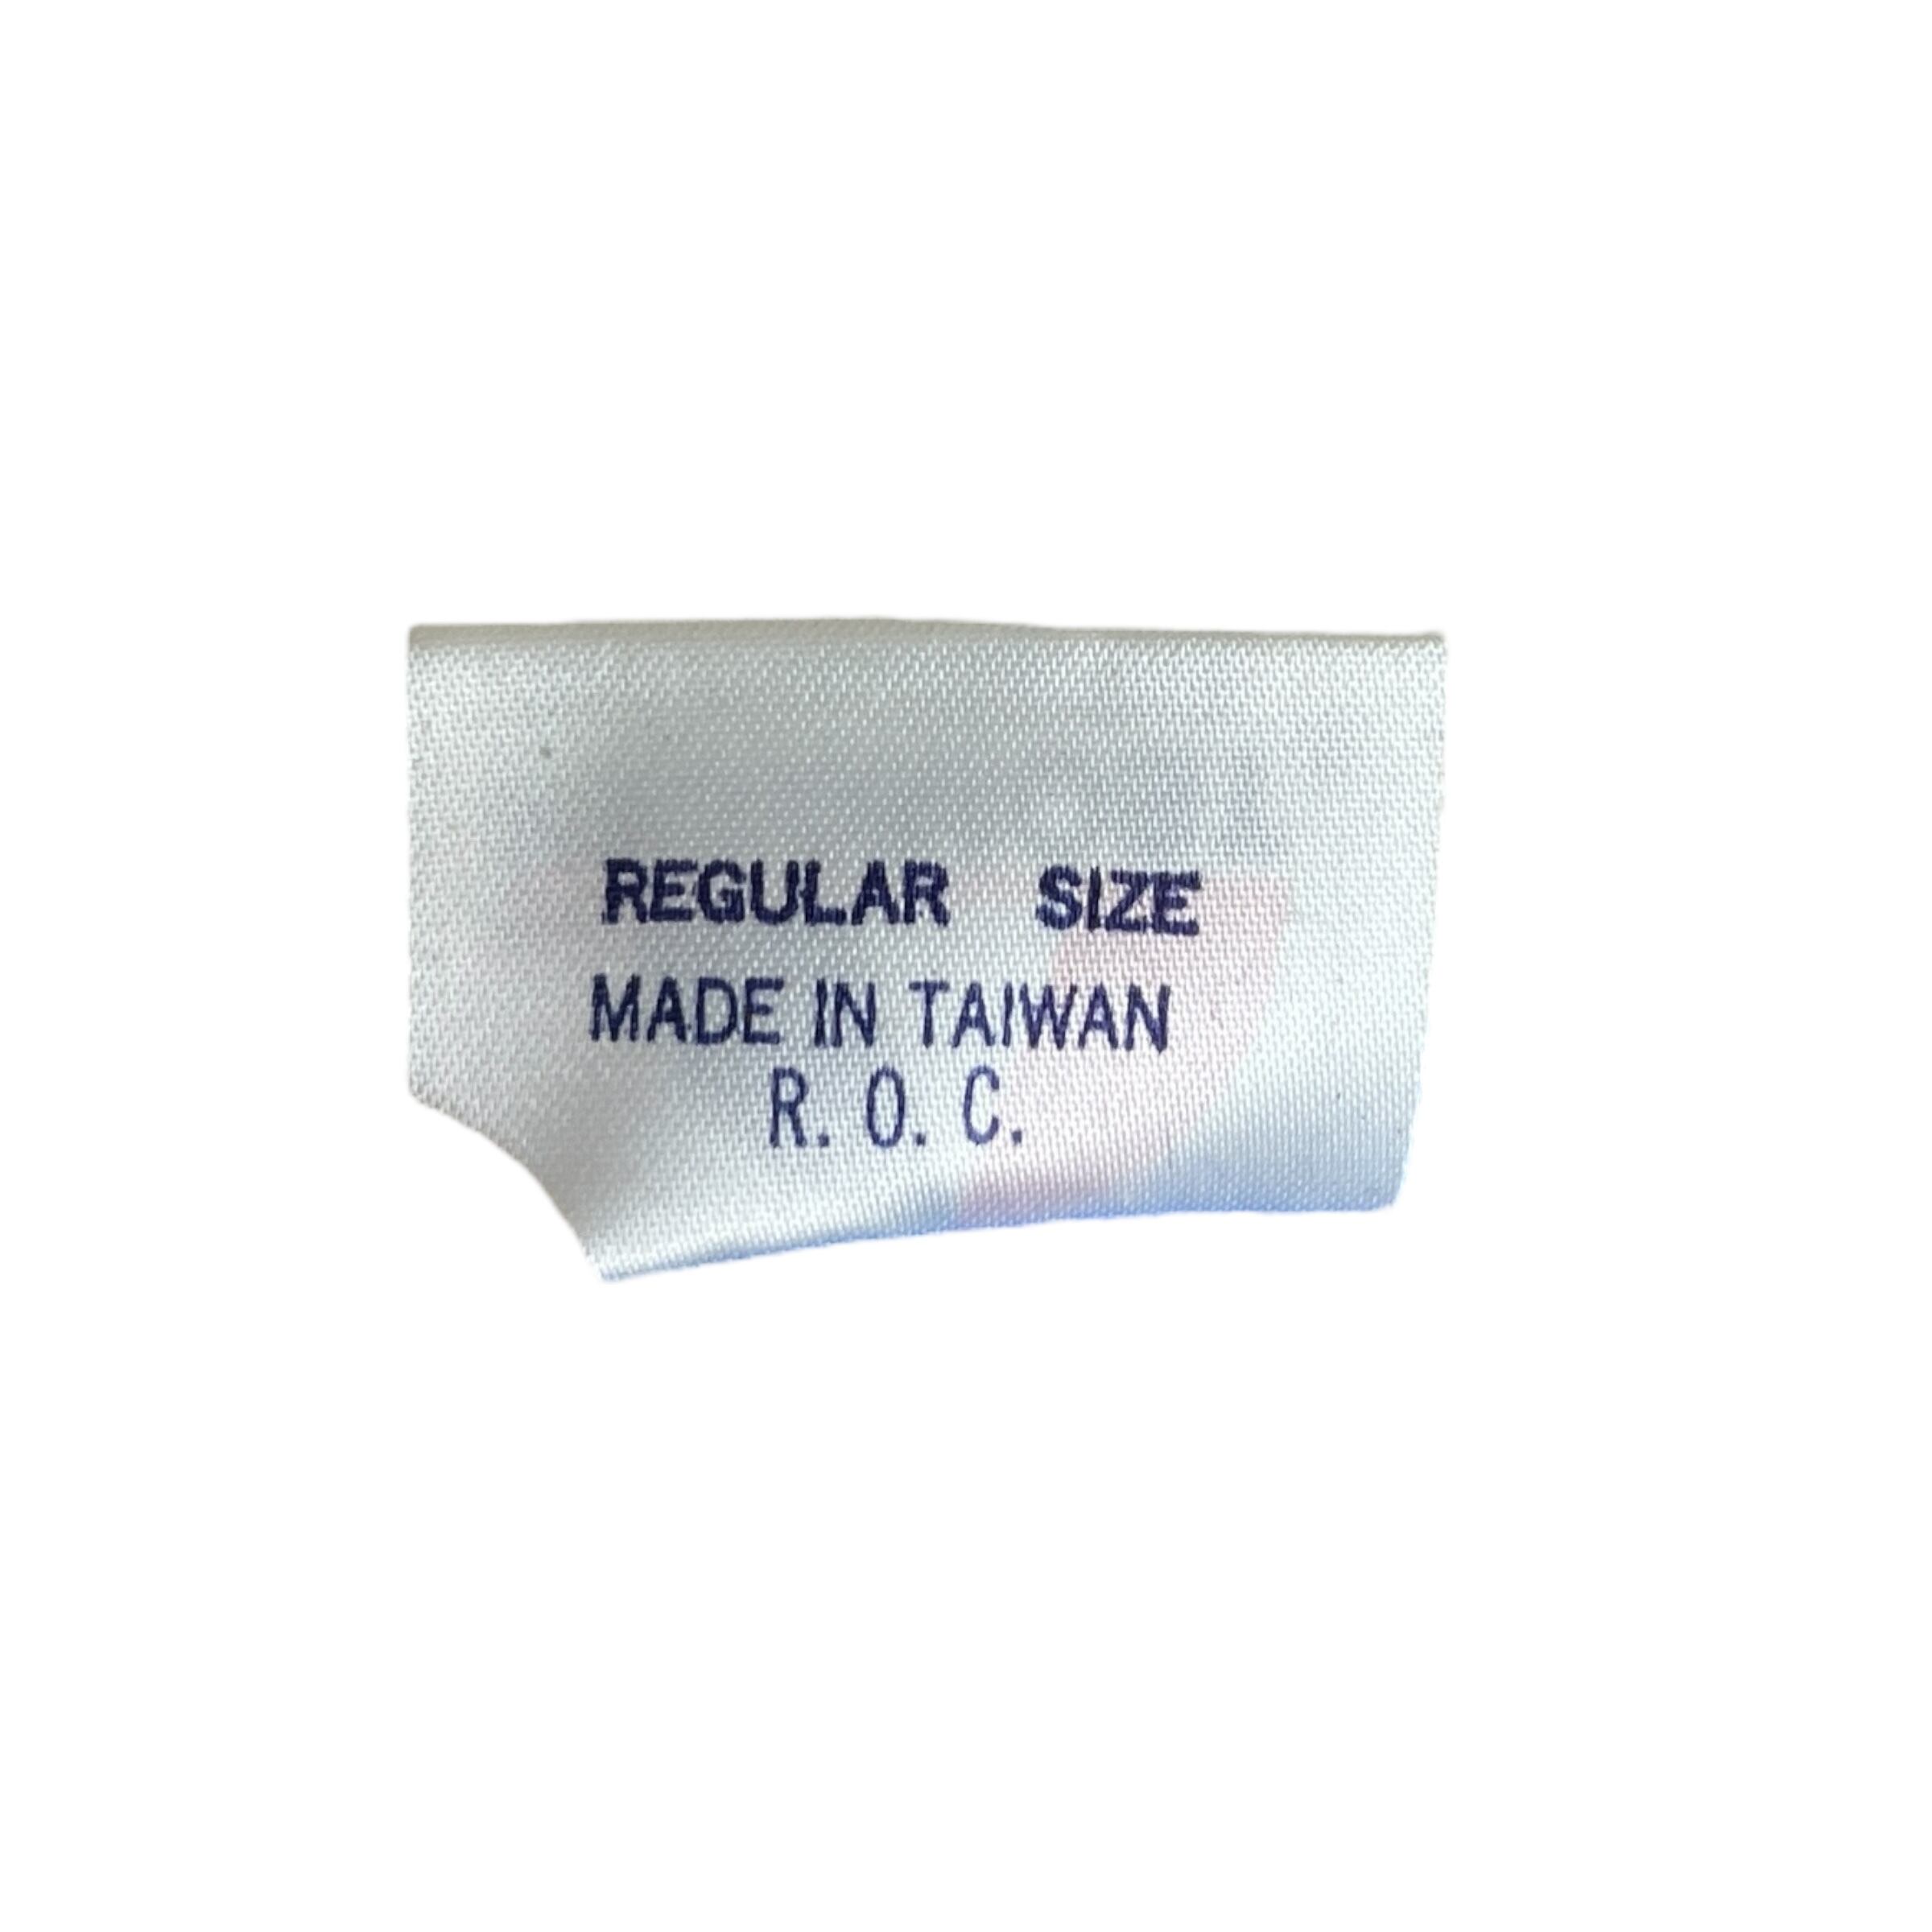 REGULAR SIZE
MADE IN TAIWAN
R. O. C.